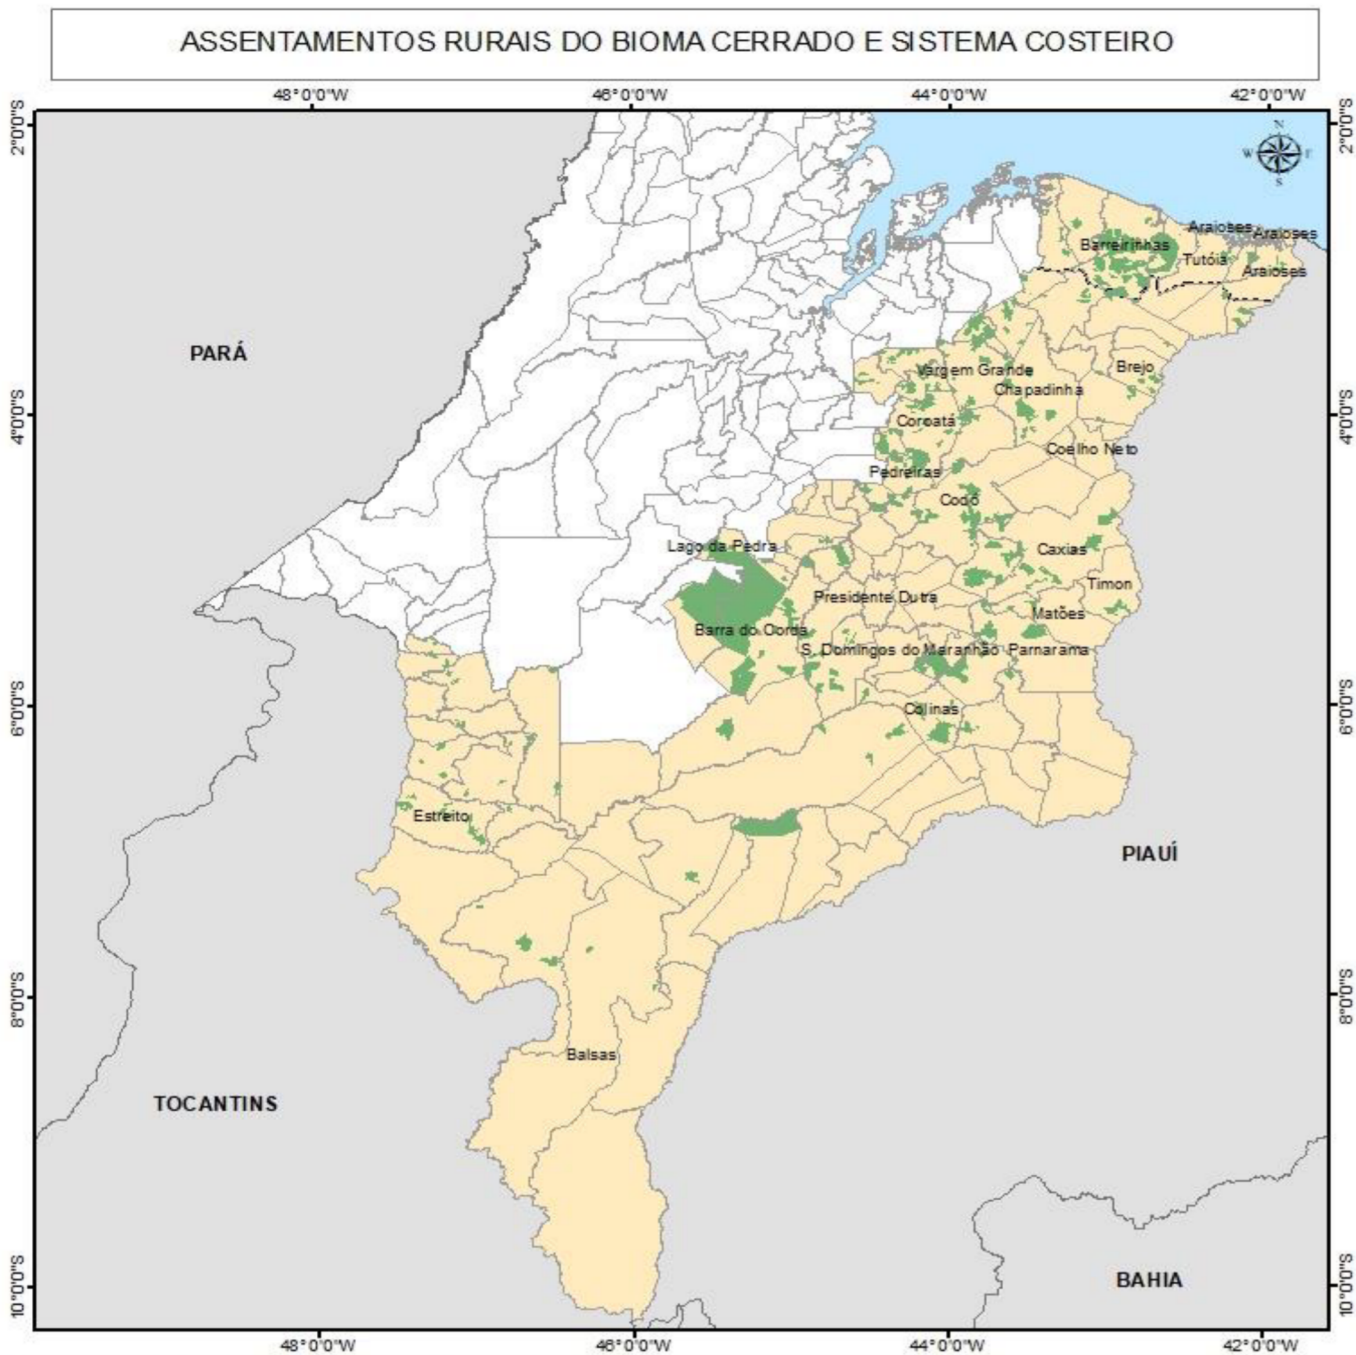 ASSENTAMENTOS RURAIS DO BIOMA CERRADO E SISTEMA COSTEIRO
48°0'0"W 46°0'0"W 44°0'0"W 42°0'0"W
2°0'0"S 2°0'0"S
N
W E
S
Araioses Araioses
Barreirinhas
Tutóia
Araioses
PARÁ
Vargem Grande
Brejo
Chapadinha
4°0'0"S 4°0'0"S
Coroatá
Coelho Neto
Pedreiras
Codó
Lago da Pedra
Caxias
Timon
Presidente Dutra
Matões
Barra do Corda
S. Domingos do Maranhão Parnarama
6°0'0"S 6°0'0"S
Colinas
Estreito
PIAUÍ
8°0'0"S 8°0'0"S
Balsas
TOCANTINS
BAHIA
10°0'0"S 10°0'0"S
48°0'0"W 46°0'0"W 44°0'0"W 42°0'0"W